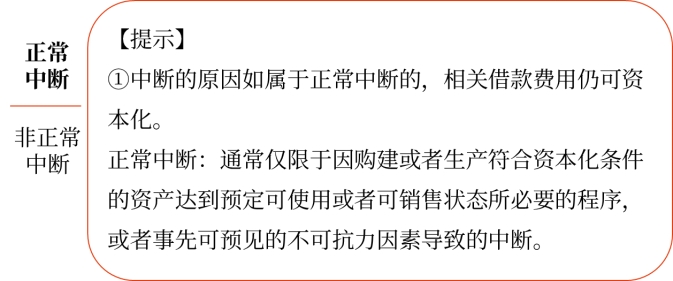 正常
中断
非正常
中断
【提示】
①中断的原因如属于正常中断的，相关借款费用仍可资
本化。
正常中断：通常仅限于因购建或者生产符合资本化条件
的资产达到预定可使用或者可销售状态所必要的程序，
或者事先可预见的不可抗力因素导致的中断。